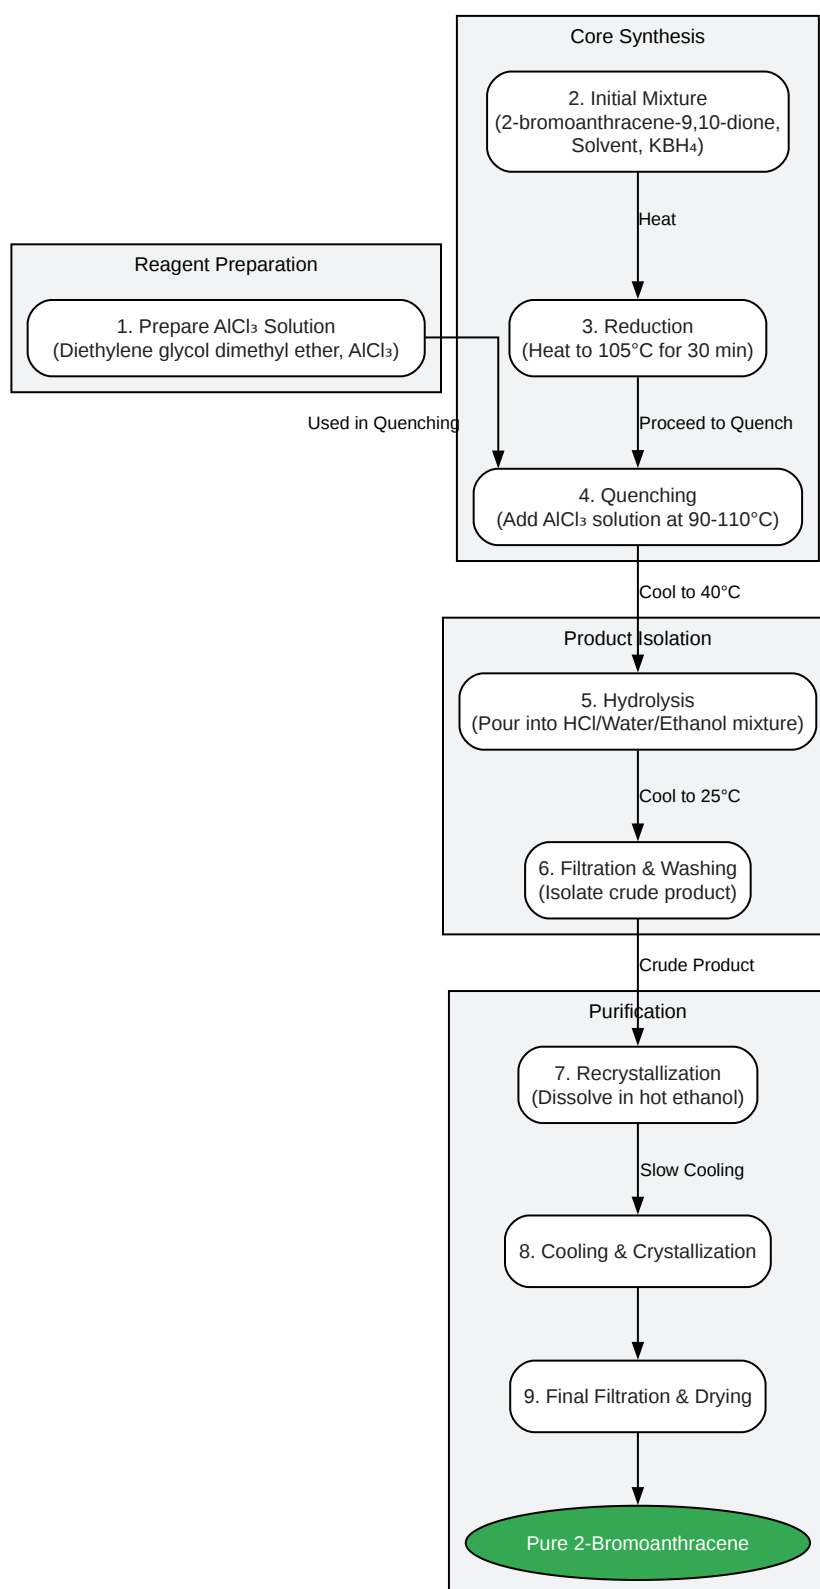 Core Synthesis
2. Initial Mixture
(2-bromoanthracene-9,10-dione,
Solvent, KBH₄)
Heat
Reagent Preparation
1. Prepare AlCl₃ Solution
(Diethylene glycol dimethyl ether, AlCl₃)
3. Reduction
(Heat to 105°C for 30 min)
Used in Quenching
Proceed to Quench
4. Quenching
(Add AlCl₃ solution at 90-110°C)
Cool to 40°C
Product Isolation
5. Hydrolysis
(Pour into HCl/Water/Ethanol mixture)
Cool to 25°C
6. Filtration & Washing
(Isolate crude product)
Crude Product
Purification
7. Recrystallization
(Dissolve in hot ethanol)
Slow Cooling
8. Cooling & Crystallization
9. Final Filtration & Drying
Pure 2-Bromoanthracene